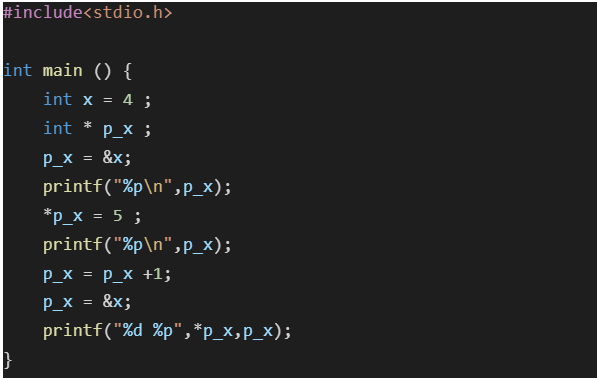 #include<stdio.h>
int main () {
    int x = 4 ;
    int * p_x ;
    p_x = &x;
    printf("%p\n",p_x);
    *p_x = 5 ;
    printf("%p\n",p_x);
    p_x = p_x +1;
    p_x = &x;
    printf("%d %p",*p_x,p_x);
}